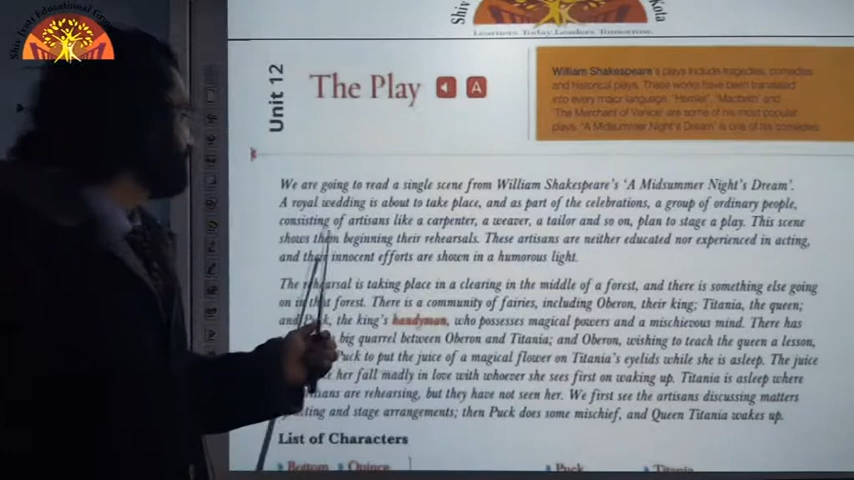 Shiv Jyoti Educational Group, Kota
Shiv Kota
Learners Today.Leaders Tomorrow.
Unit 12
The Play
A
William Shakespeare's plays include tragedies, comedies
and historical plays. These works have been translated
into every major language. 'Hamlet', 'Macbeth' and
'The Merchant of Venice' are some of his most popular
plays. 'A Midsummer Night's Dream' is one of his comedies.
We are going to read a single scene from William Shakespeare's 'A Midsummer Night's Dream'.
A royal wedding is about to take place, and as part of the celebrations, a group of ordinary people,
consisting of artisans like a carpenter, a weaver, a tailor and so on, plan to stage a play. This scene
shows them beginning their rehearsals. These artisans are neither educated nor experienced in acting,
and their innocent efforts are shown in a humorous light.
The rehearsal is taking place in a clearing in the middle of a forest, and there is something else going
on in that forest. There is a community of fairies, including Oberon, their king; Titania, the queen;
and Puck, the king's handyman, who possesses magical powers and a mischievous mind. There has
big quarrel between Oberon and Titania; and Oberon, wishing to teach the queen a lesson,
Puck to put the juice of a magical flower on Titania's eyelids while she is asleep. The juice
her fall madly in love with whoever she sees first on waking up. Titania is asleep where
are rehearsing, but they have not seen her. We first see the artisans discussing matters
and stage arrangements; then Puck does some mischief, and Queen Titania wakes up.
List of Characters
Bottom Quince Puck Titania